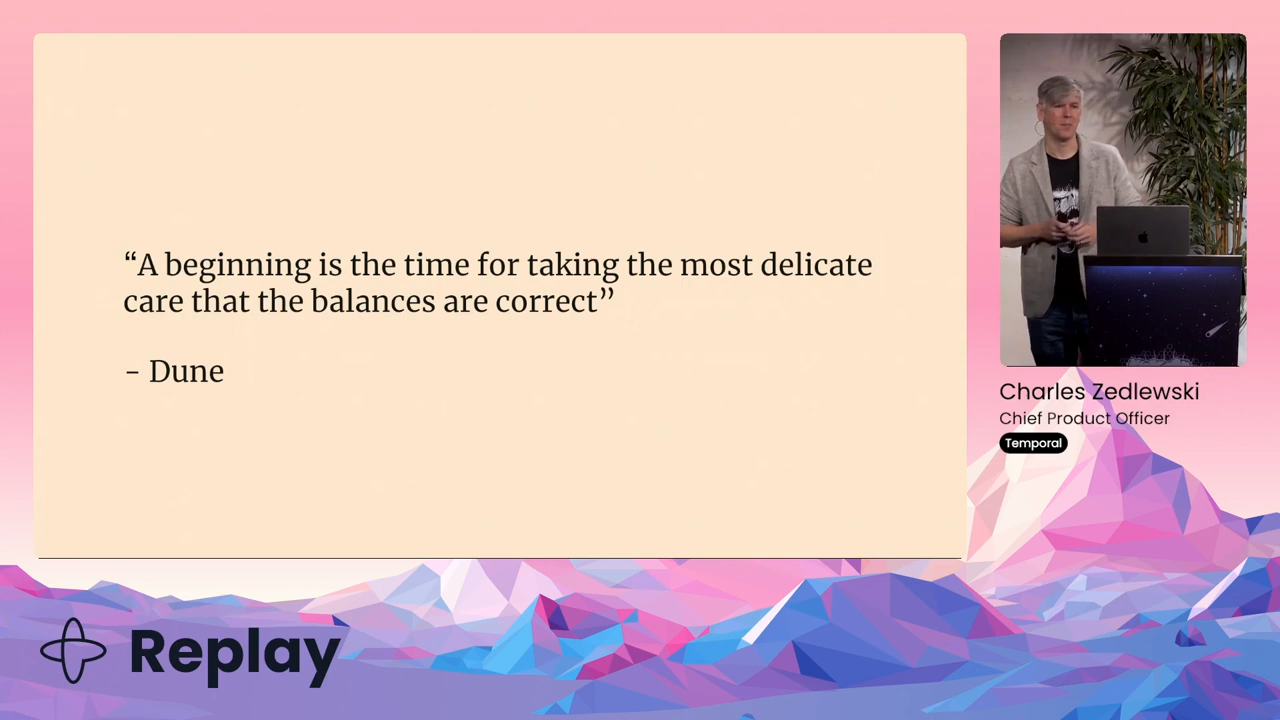 “A beginning is the time for taking the most delicate
care that the balances are correct”
- Dune
Charles Zedlewski
Chief Product Officer
Temporal
Replay